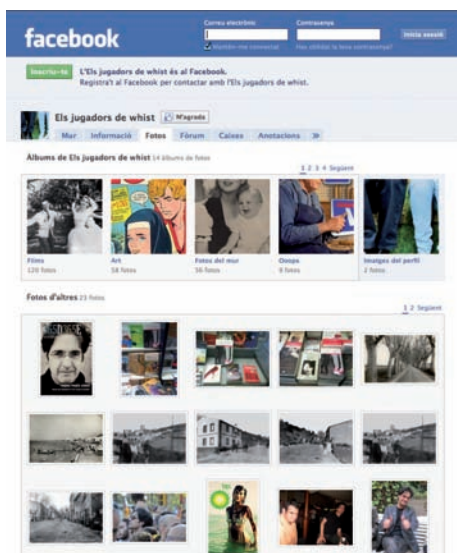 Correu electrònic
Contrasenya
facebook
Inicia sessió
Mantén-me connectat
Has oblidat la teva contrasenya?
Inscriu-te
L'Els jugadors de whist és al Facebook.
Registra't al Facebook per contactar amb l'Els jugadors de whist.
Els jugadors de whist
M'agrada
Mur Informació Fotos Fòrum Caixes Anotacions »
Àlbums de Els jugadors de whist 14 àlbums de fotos
1 2 3 4 Següent
Films
120 fotos
Art
58 fotos
Fotos del mur
56 fotos
Ooops
9 fotos
Imatges del perfil
2 fotos
Fotos d'altres 23 fotos
1 2 Següent